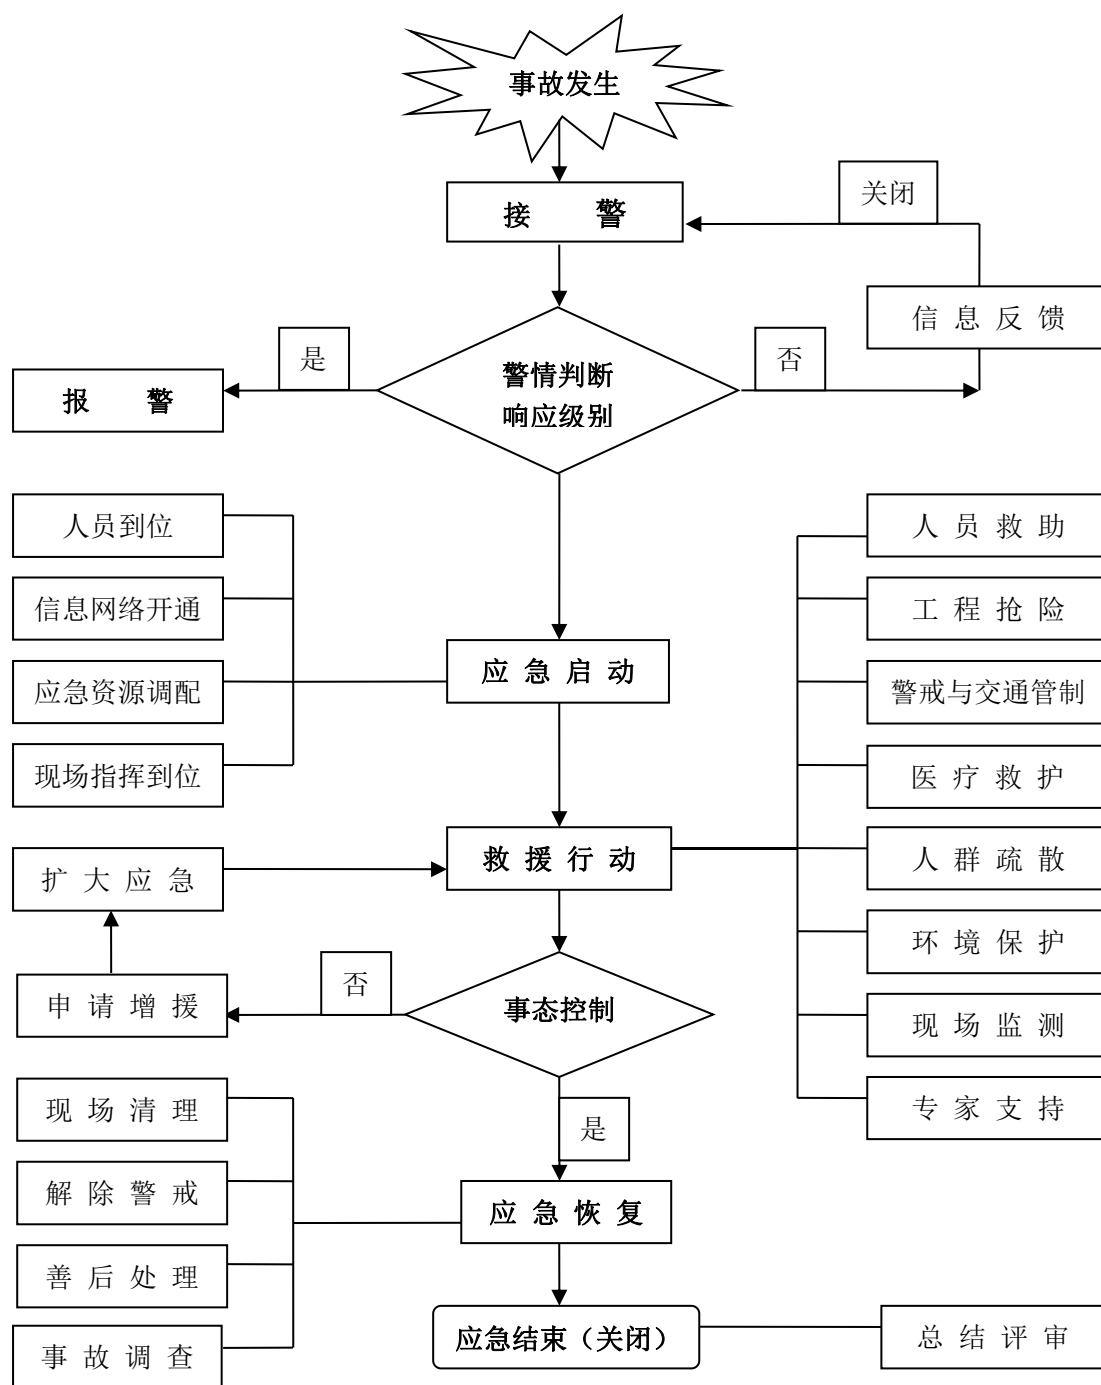 事故发生
关闭
接 警
信 息 反 馈
是
否
警情判断
响应级别
报 警
人员到位
人 员 救 助
信息网络开通
工 程 抢 险
应 急 启 动
应急资源调配
警戒与交通管制
现场指挥到位
医 疗 救 护
救 援 行 动
人 群 疏 散
扩 大 应 急
环 境 保 护
否
申 请 增 援
事态控制
现 场 监 测
现 场 清 理
专 家 支 持
是
解 除 警 戒
应 急 恢 复
善 后 处 理
应急结束（关闭）
总 结 评 审
事 故 调 查